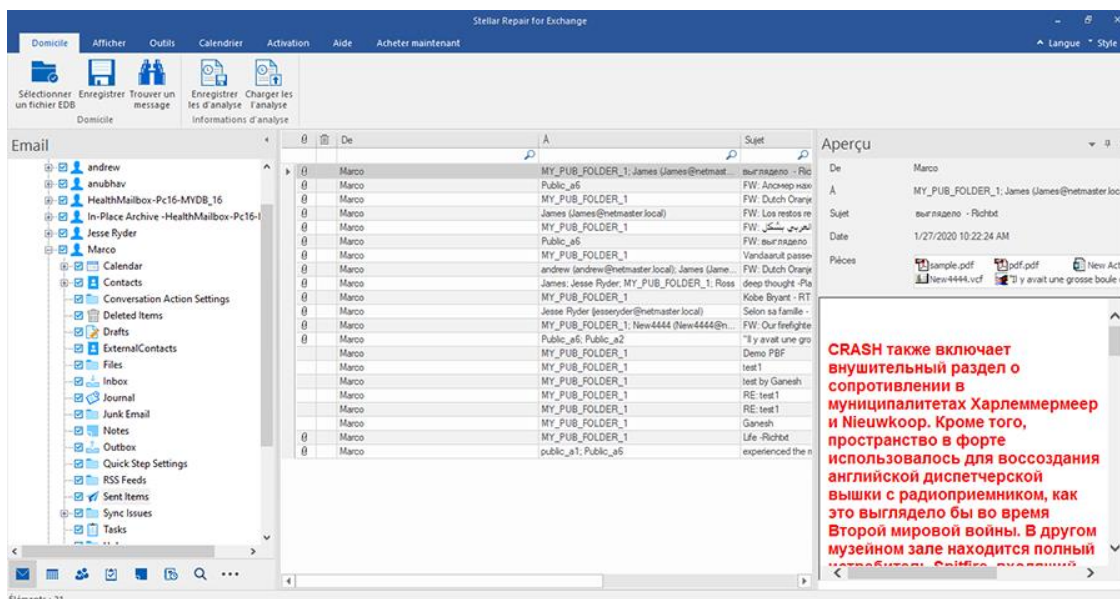 Stellar Repair for Exchange
Domicile Afficher Outils Calendrier Activation Aide Acheter maintenant
Langue Style
Sélectionner un fichier EDB
Enregistrer
Trouver un message
Enregistrer les d'analyse
Charger les l'analyse
Domicile
Informations d'analyse
Email
andrew
anubhav
HealthMailbox-Pc16-MYDB_16
In-Place Archive -HealthMailbox-Pc16-
Jesse Ryder
Marco
Calendar
Contacts
Conversation Action Settings
Deleted Items
Drafts
ExternalContacts
Files
Inbox
Journal
Junk Email
Notes
Outbox
Quick Step Settings
RSS Feeds
Sent Items
Sync Issues
Tasks
De À Sujet
Marco MY_PUB_FOLDER_1; James (James@netmast... выглядело - Ric
Marco Public_a6 FW:
Marco MY_PUB_FOLDER_1 FW: Dutch Oranje
Marco James (James@netmaster.local) FW: Los restos re
Marco MY_PUB_FOLDER_1 FW: العربي بشكل
Marco Public_a6 FW: выглядело
Marco MY_PUB_FOLDER_1 Vandaaruit passee
Marco andrew (andrew@netmaster.local); James (Jame... FW: Dutch Oranje
Marco James; Jesse Ryder; MY_PUB_FOLDER_1; Ross deep thought -Pla
Marco MY_PUB_FOLDER_1 Kobe Bryant - RT
Marco Jesse Ryder (jesseryder@netmaster.local) Selon sa famille -
Marco MY_PUB_FOLDER_1; New4444 (New4444@n... FW: Our firefighte
Marco Public_a6; Public_a2 "Il y avait une gro
Marco MY_PUB_FOLDER_1 Demo PBF
Marco MY_PUB_FOLDER_1 test1
Marco MY_PUB_FOLDER_1 test by Ganesh
Marco MY_PUB_FOLDER_1 RE: test1
Marco MY_PUB_FOLDER_1 RE: test1
Marco MY_PUB_FOLDER_1 Ganesh
Marco MY_PUB_FOLDER_1 Life -Richtxt
Marco public_a1; Public_a6 experienced the
Aperçu
De Marco
À MY_PUB_FOLDER_1; James (James@netmaster.loc
Sujet выглядело - Richtxt
Date 1/27/2020 10:22:24 AM
Pièces sample.pdf pdf.pdf New Act
New4444.vcf "Il y avait une grosse boule
CRASH также включает
внушительный раздел о
сопротивлении в
муниципалитетах Харлеммермеер
и Nieuwkoop. Кроме того,
пространство в форте
использовалось для воссоздания
английской диспетчерской
вышки с радиоприемником, как
это выглядело бы во время
Второй мировой войны. В другом
музейном зале находится полный
истребитель Spitfire, входящий
Éléments : 21